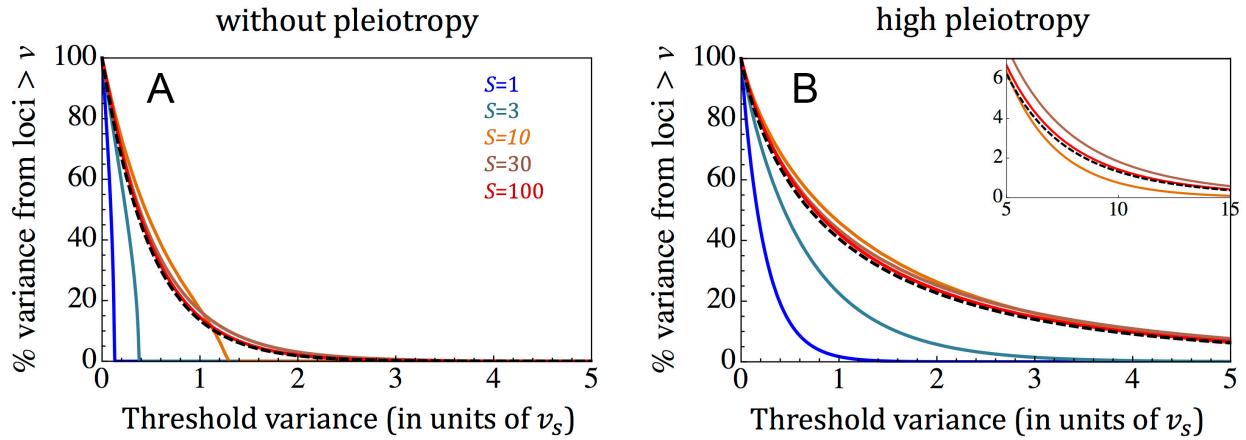 without pleiotropy
high pleiotropy
% variance from loci > v
100
80
60
40
20
0
A
S=1
S=3
S=10
S=30
S=100
0
1
2
3
4
5
Threshold variance (in units of vₛ)
% variance from loci > v
100
80
60
40
20
0
B
6
4
2
0
5
10
15
0
1
2
3
4
5
Threshold variance (in units of vₛ)